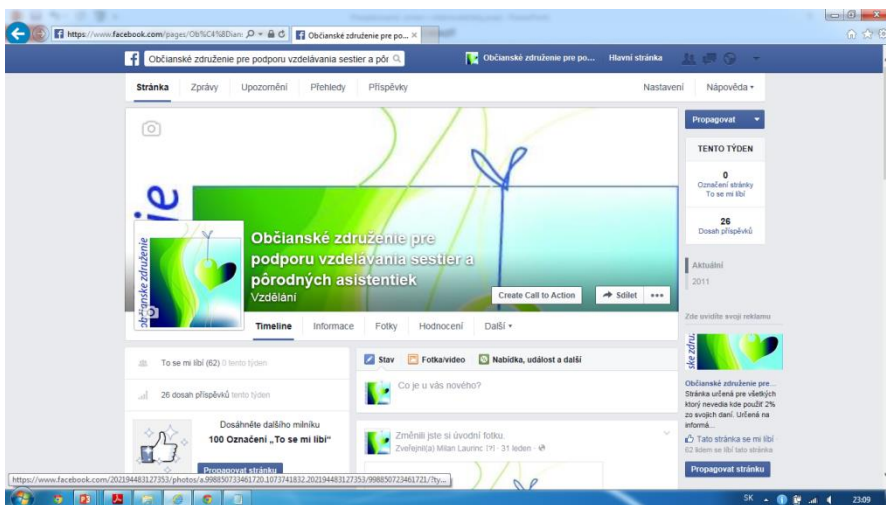 https://www.facebook.com/pages/Ob%C4%8Dians
Občianské združenie pre po...
Občianské združenie pre podporu vzdelávania sestier a pôr
Občianské združenie pre po...
Hlavní stránka
Stránka
Zprávy
Upozornění
Přehledy
Příspěvky
Nastavení
Nápověda
Propagovat
TENTO TÝDEN
0
Označení stránky
To se mi líbí
26
Dosah příspěvků
Aktuální
2011
občianske združenie
Občianské združenie pre
podporu vzdelávania sestier a
pôrodných asistentiek
Vzdělání
Create Call to Action
Sdílet
Timeline
Informace
Fotky
Hodnocení
Další
Zde uvidíte svoji reklamu
Občianské združenie pre...
Stránka určená pre všetkých
ktorý nevedia kde použiť 2%
zo svojich daní. Určená na
informá...
Tato stránka se mi líbí
62 lidem se líbí tato stránka
Propagovat stránku
To se mi líbí (62) 0 tento týden
26 dosah příspěvků tento týden
Dosáhněte dalšího milníku
100 Označení „To se mi líbí“
Propagovat stránku
Stav
Fotka/video
Nabídka, událost a další
Co je u vás nového?
Změnili jste si úvodní fotku.
Zveřejnil(a) Milan Laurinc [?] · 31 leden
https://www.facebook.com/202194483127353/photos/a.998850733461720.1073741832.202194483127353/998850723461721/?ty...
SK
23:09